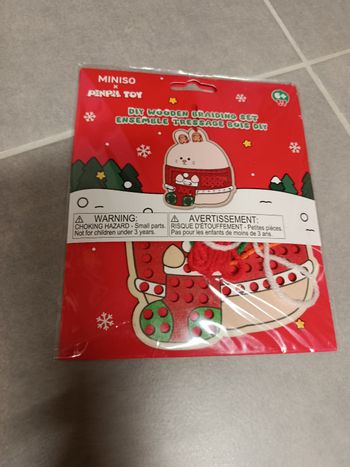 MINISO
×
PINPIN TOY
6+
DIY WOODEN BRAIDING SET
ENSEMBLE TRESSAGE BOIS DIY
WARNING:
CHOKING HAZARD - Small parts.
Not for children under 3 years.
AVERTISSEMENT:
RISQUE D'ÉTOUFFEMENT - Petites pièces.
Pas pour les enfants de moins de 3 ans.